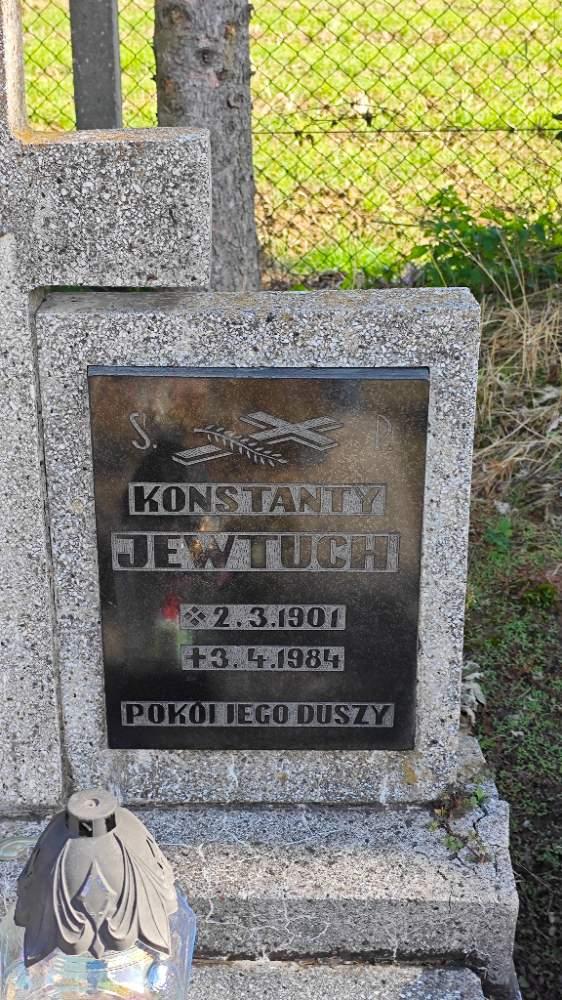 S. P.
KONSTANTY
JEWTUCH
2.3.1901
3.4.1984
POKÓJ JEGO DUSZY